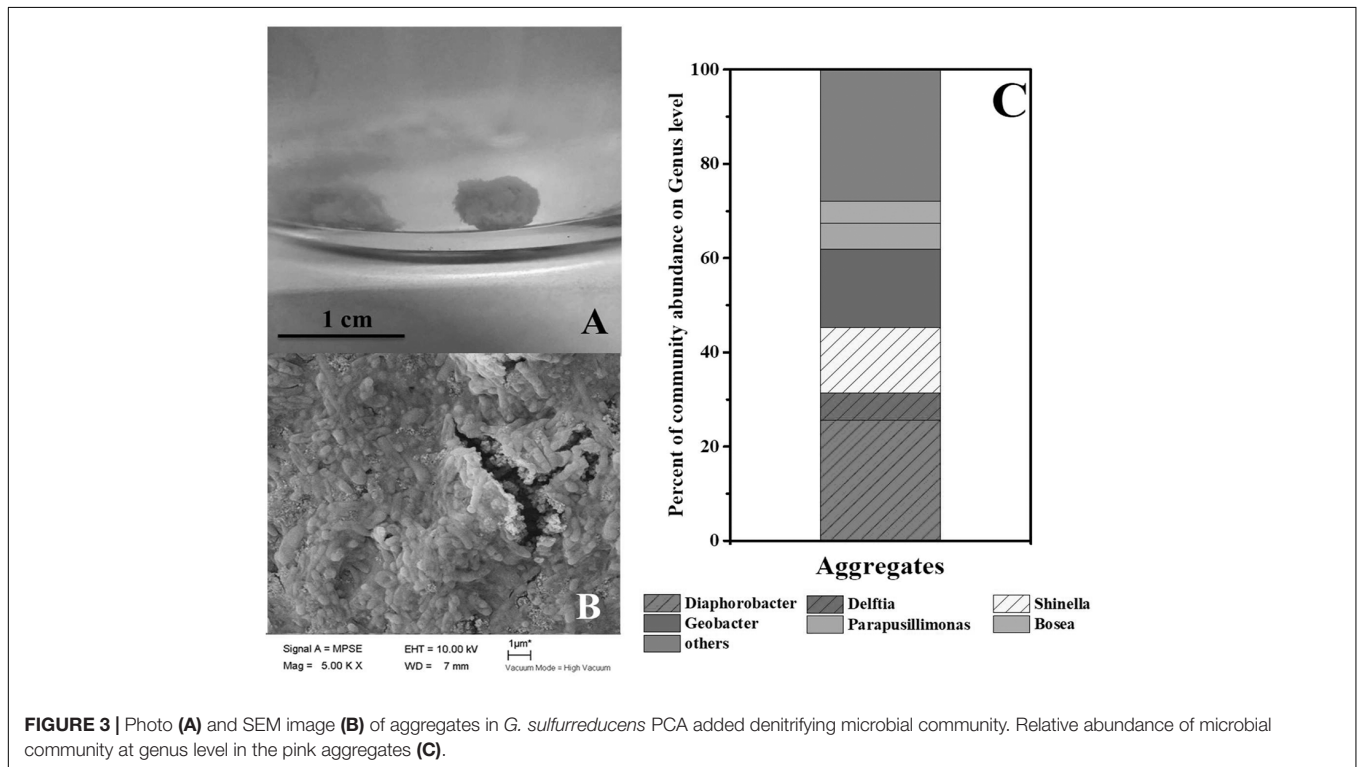 1 cm
A
B
Signal A = MPSE
EHT = 10.00 kV
1µm*
Mag = 5.00 K X
WD = 7 mm
Vacuum Mode = High Vacuum
C
Percent of community abundance on Genus level
100
80
60
40
20
0
Aggregates
Diaphorobacter Delftia Shinella
Geobacter Parapusillimonas Bosea
others
FIGURE 3 | Photo (A) and SEM image (B) of aggregates in G. sulfurreducens PCA added denitrifying microbial community. Relative abundance of microbial
community at genus level in the pink aggregates (C).